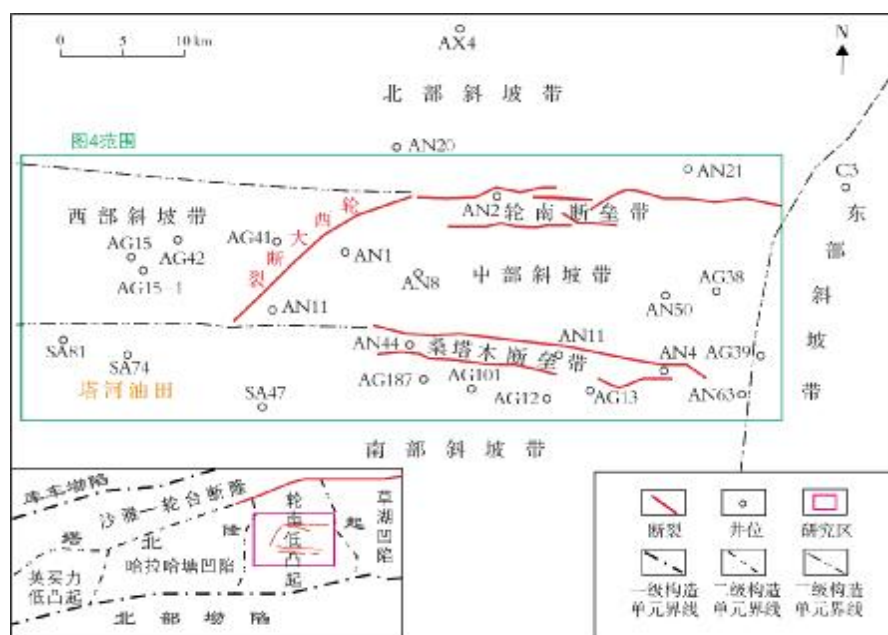 0 5 10 km
AX4
N
北部斜坡带
图4范围
AN20
AN21
C3
西部斜坡带
轮西大断裂
AN2
轮南断垒带
东部斜坡带
AG15
AG42
AG41
AG15-1
AN1
AN8
中部斜坡带
AG38
AN50
AN11
SA81
SA74
AN44
桑塔木断垒带
AN11
AN4
AG39
塔河油田
SA47
AG187
AG101
AG12
AG13
AN63
南部斜坡带
库车坳陷
沙雅—轮台断隆
塔北隆起
轮南低凸起
草湖凹陷
英买力
低凸起
哈拉哈塘凹陷
北部坳陷
断裂
井位
研究区
一级构造
单元界线
二级构造
单元界线
单元界线